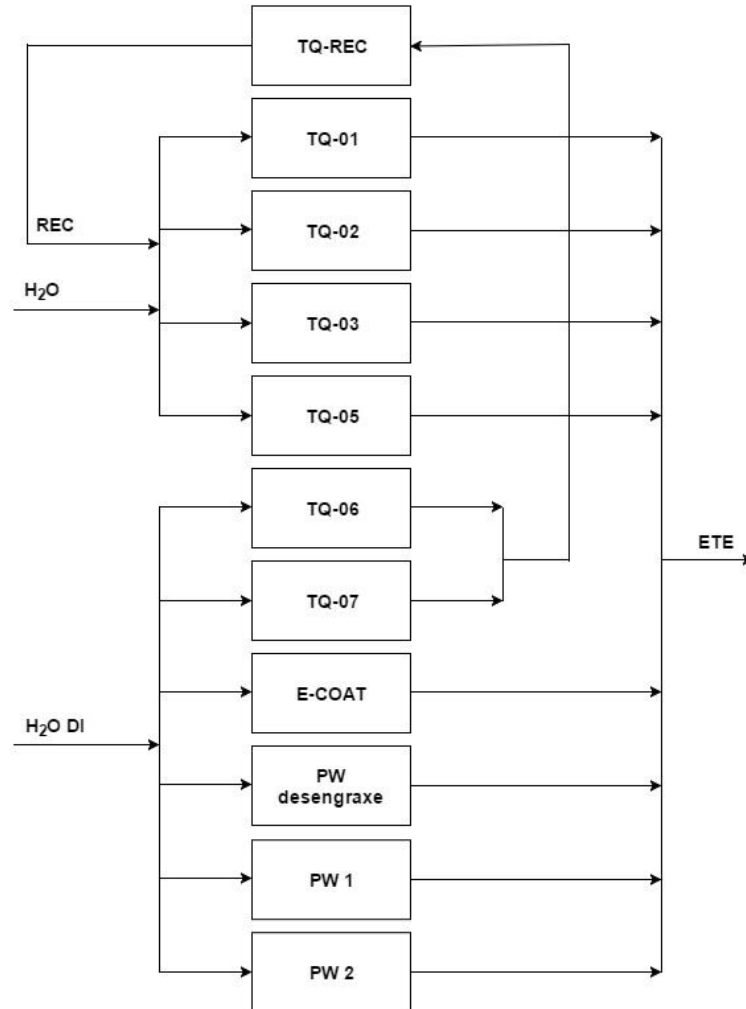 TQ-REC
TQ-01
REC
TQ-02
H₂O
TQ-03
TQ-05
TQ-06
ETE
TQ-07
E-COAT
H₂O DI
PW
desengraxe
PW 1
PW 2